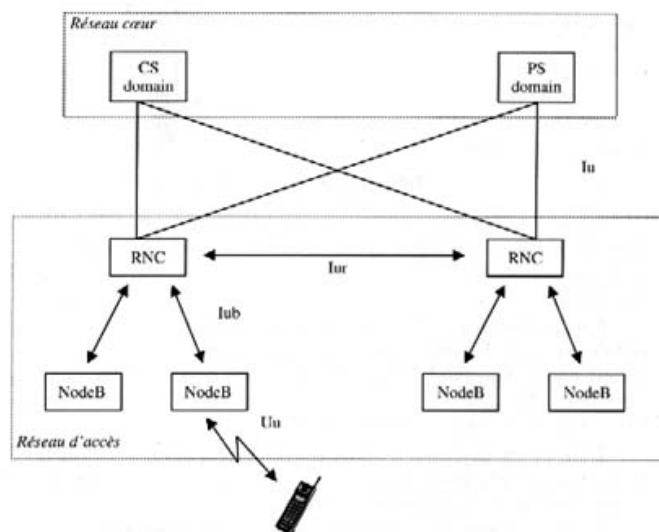 Réseau cœur
CS
domain
PS
domain
Iu
RNC
Iur
RNC
Iub
NodeB
NodeB
NodeB
NodeB
Uu
Réseau d'accès